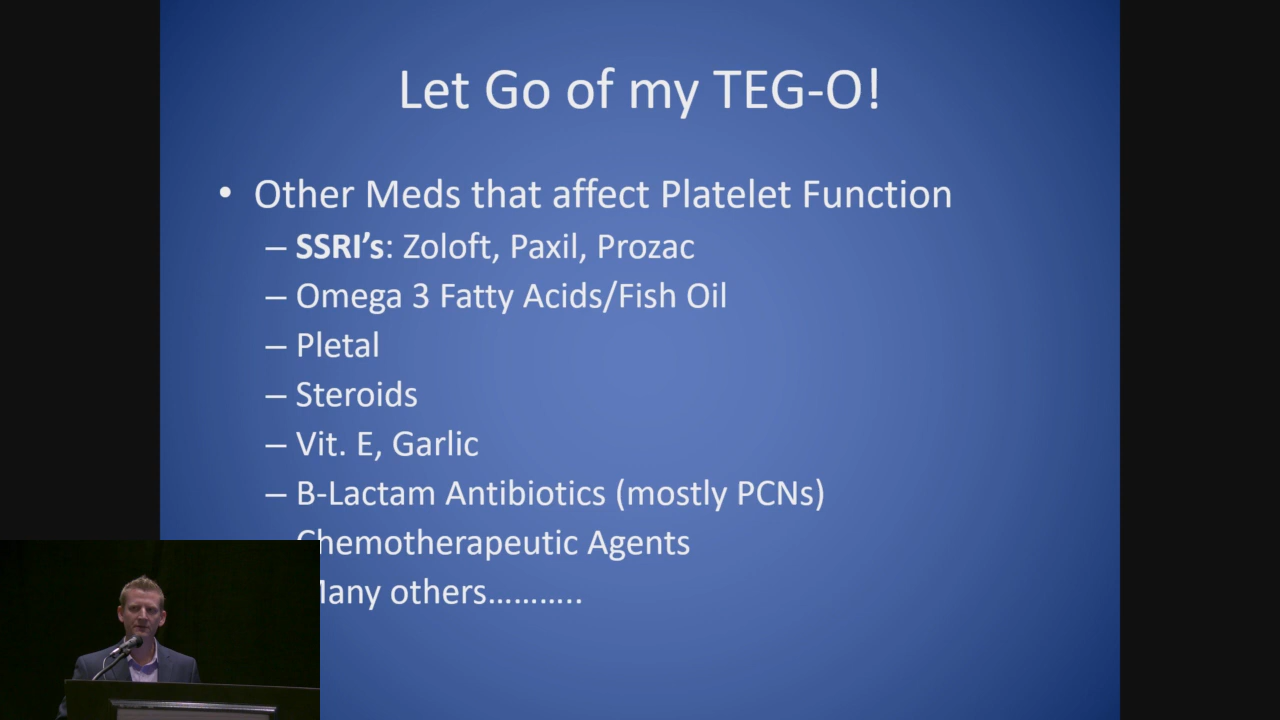 Let Go of my TEG-O!
• Other Meds that affect Platelet Function
– SSRI’s: Zoloft, Paxil, Prozac
– Omega 3 Fatty Acids/Fish Oil
– Pletal
– Steroids
– Vit. E, Garlic
– B-Lactam Antibiotics (mostly PCNs)
Chemotherapeutic Agents
Many others………..